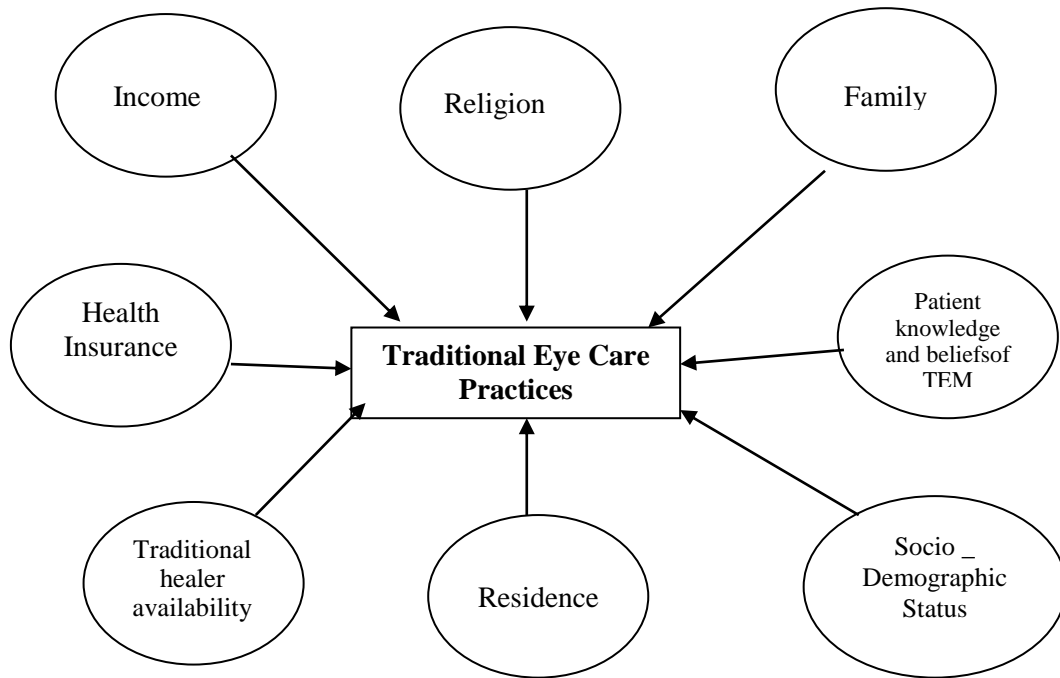 Income
Religion
Family
Health
Insurance
Traditional Eye Care
Practices
Patient
knowledge
and beliefsof
TEM
Traditional
healer
availability
Residence
Socio _
Demographic
Status